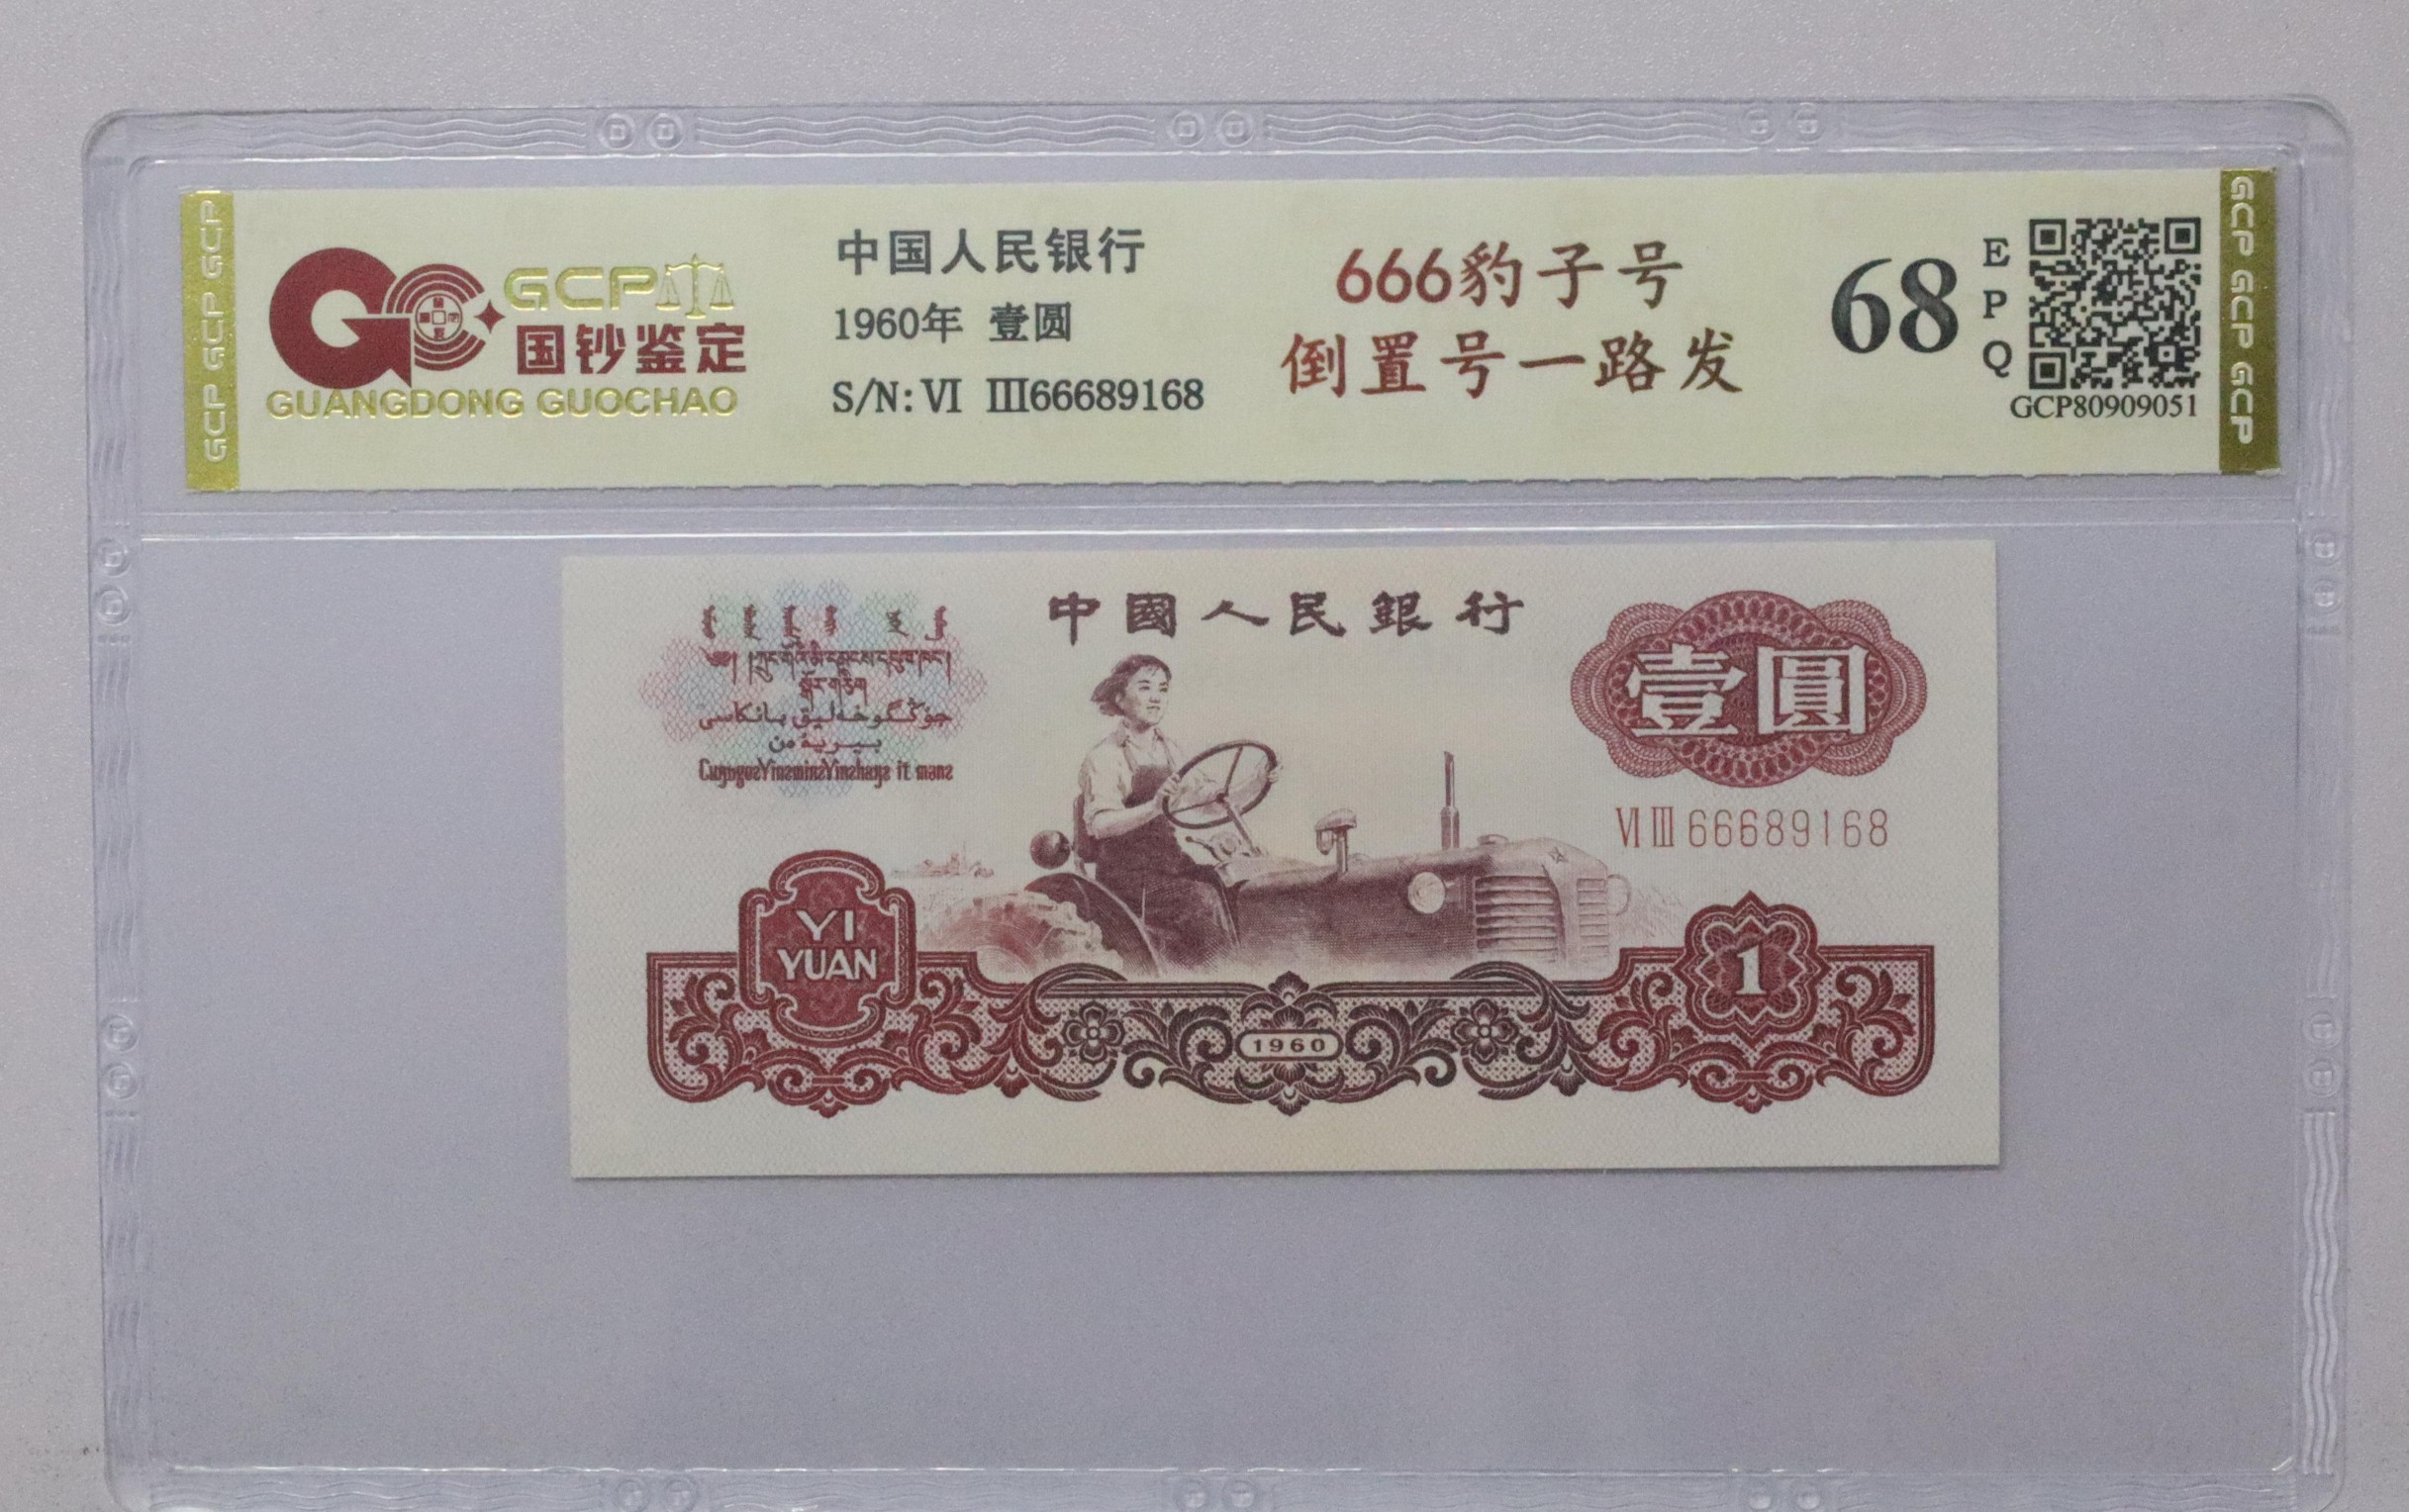 GCP GCP GCP
GCP
国钞鉴定
GUANGDONG GUOCHAO
中国人民银行
1960年 壹圆
S/N: VI III66689168
666豹子号
倒置号一路发
68
E
P
Q
GCP80909051
GCP GCP GCP
中國人民銀行
壹圓
VI III 66689168
YI
YUAN
1
1960